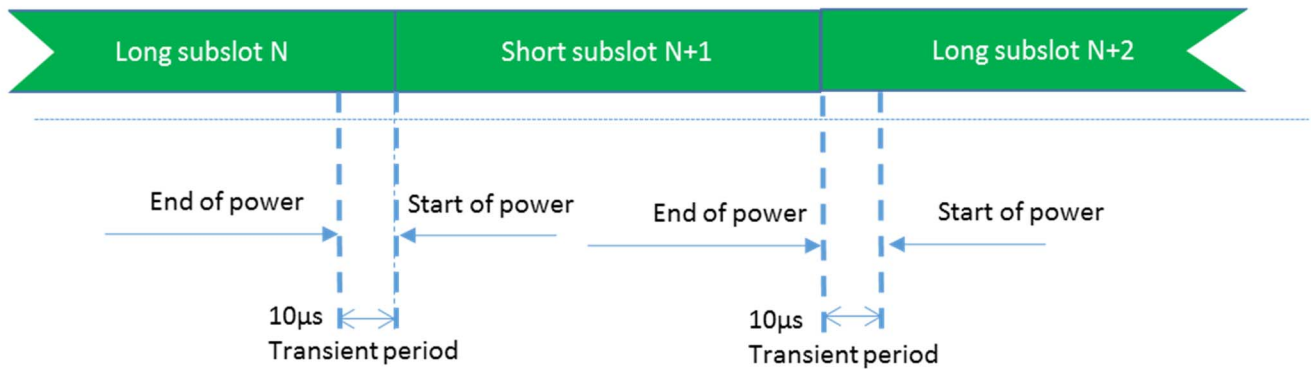 Long subslot N
Short subslot N+1
Long subslot N+2
End of power
Start of power
End of power
Start of power
10µs
Transient period
10µs
Transient period